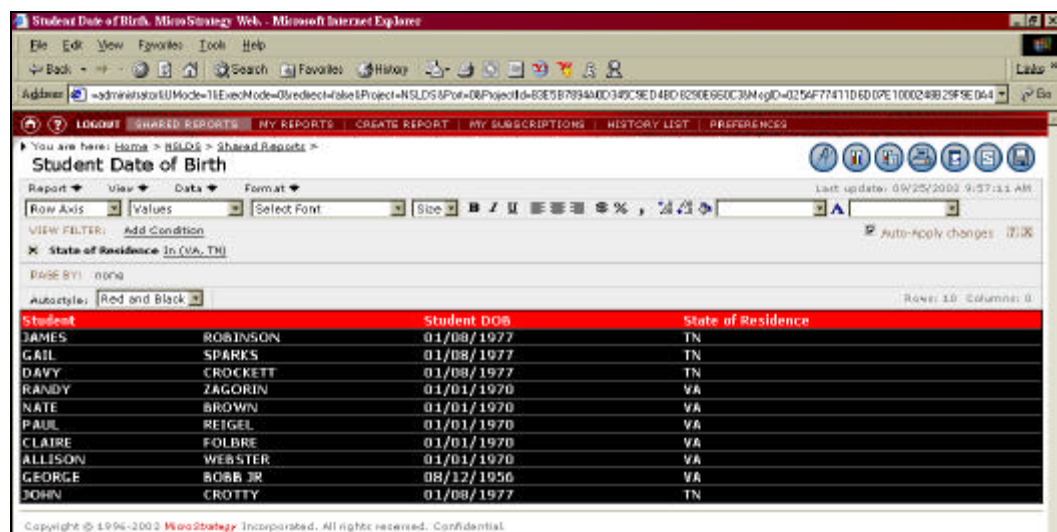 Student Date of Birth. MicroStrategy Web. - Microsoft Internet Explorer
File Edit View Favorites Tools Help
Back Search Favorites History Links
Address Go
LOGOUT SHARED REPORTS MY REPORTS CREATE REPORT MY SUBSCRIPTIONS HISTORY LIST PREFERENCES
You are here: Home > NSLDS > Shared Reports >
Student Date of Birth
Report View Data Format Last update: 09/25/2002 9:57:11 AM
Row Axis Values Select Font Size B I U $ % , A
VIEW FILTER: Add Condition Auto-Apply changes
State of Residence In (VA, TN)
PAGE BY: none
Autostyle: Red and Black Rows: 10 Columns: 0
Student Student DOB State of Residence
JAMES ROBINSON 01/08/1977 TN
GAIL SPARKS 01/08/1977 TN
DAVY CROCKETT 01/08/1977 TN
RANDY ZAGORIN 01/01/1970 VA
NATE BROWN 01/01/1970 VA
PAUL REIGEL 01/01/1970 VA
CLAIRE FOLBRE 01/01/1970 VA
ALLISON WEBSTER 01/01/1970 VA
GEORGE BOBB JR 08/12/1956 VA
JOHN CROTTY 01/08/1977 TN
Copyright © 1996-2002 MicroStrategy Incorporated. All rights reserved. Confidential.